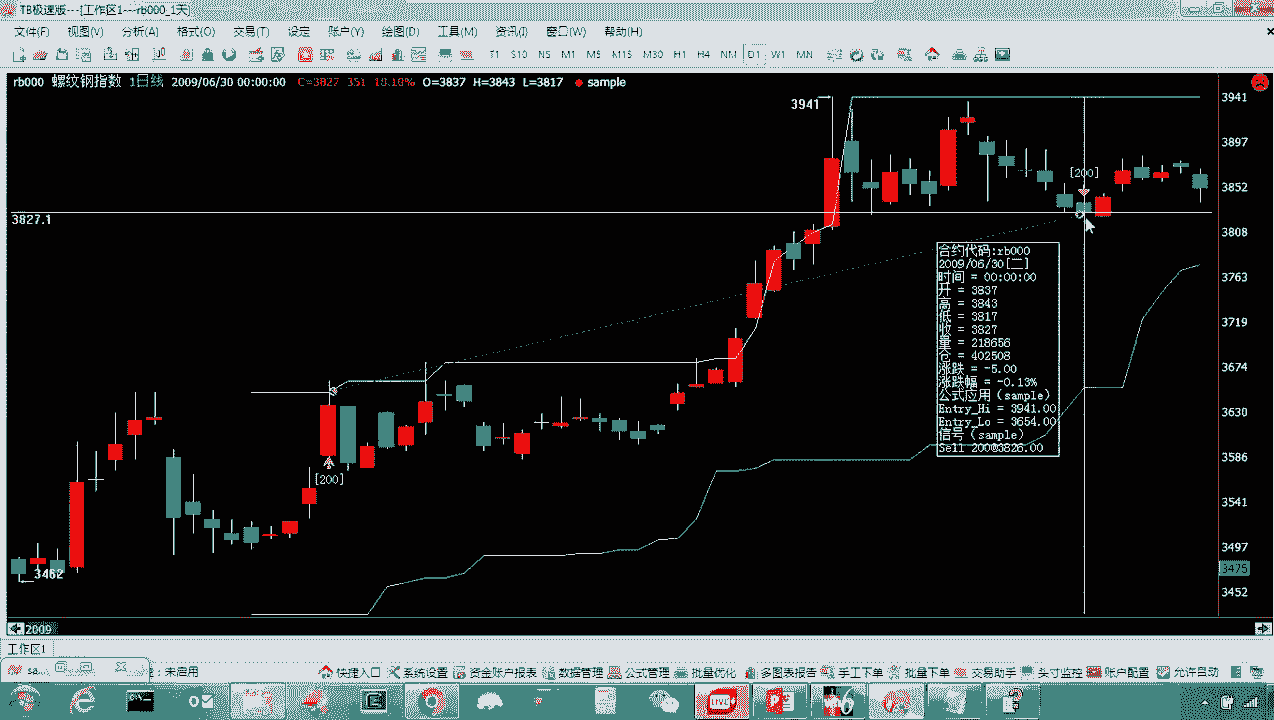 TB极速版---[工作区1---rb000_1天]
文件(F) 视图(V) 分析(A) 格式(O) 交易(T) 设定 账户(Y) 绘图(D) 工具(M) 资讯(I) 窗口(W) 帮助(H)
T1 S10 N5 M1 M5 M15 M30 H1 H4 NM D1 W1 MN
rb000 螺纹钢指数 1日线 2009/06/30 00:00:00 C=3827 351 10.10% O=3837 H=3843 L=3817 sample
3941
3941
3897
[200]
3852
3827.1
3808
合约代码:rb000
2009/06/30[二]
时间 = 00:00:00
开 = 3837
高 = 3843
低 = 3817
收 = 3827
量 = 218656
仓 = 402508
涨跌 = -5.00
涨跌幅 = -0.13%
公式应用(sample)
Entry_Hi = 3941.00
Entry_Lo = 3654.00
信号(sample)
3763
3719
3674
3630
3586
[200]
3541
3497
3475
3462
3452
2009
工作区1
未启用 快捷入口 系统设置 资金账户报表 数据管理 公式管理 批量优化 多图表报告 手工下单 批量下单 交易助手 头寸监控 账户配置 允许自动
LIVE